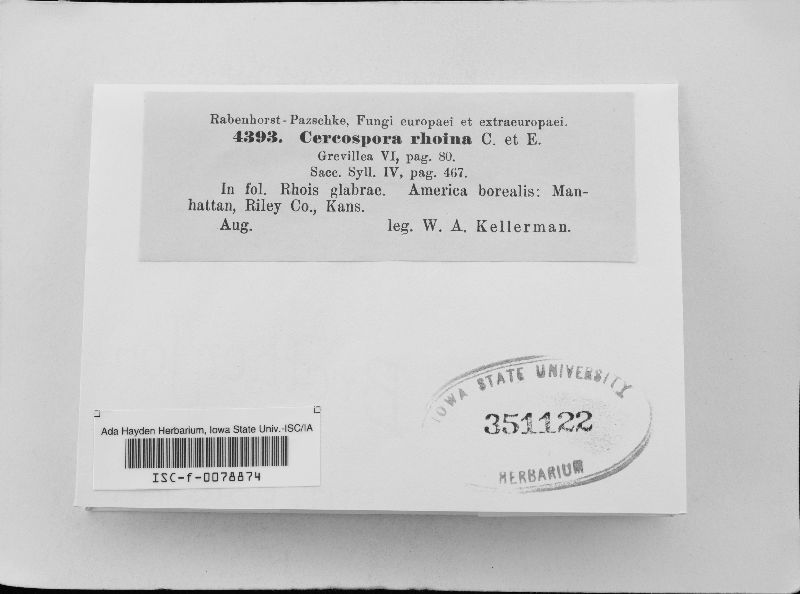 Rabenhorst-Pazschke, Fungi europaei et extraeuropaei.
4393. Cercospora rhoina C. et E.
Grevillea VI, pag. 80.
Sacc. Syll. IV, pag. 467.
In fol. Rhois glabrae. America borealis: Man-
hattan, Riley Co., Kans.
Aug. leg. W. A. Kellerman.
IOWA STATE UNIVERSITY
351122
HERBARIUM
Ada Hayden Herbarium, Iowa State Univ.-ISC/IA
ISC-f-0078874